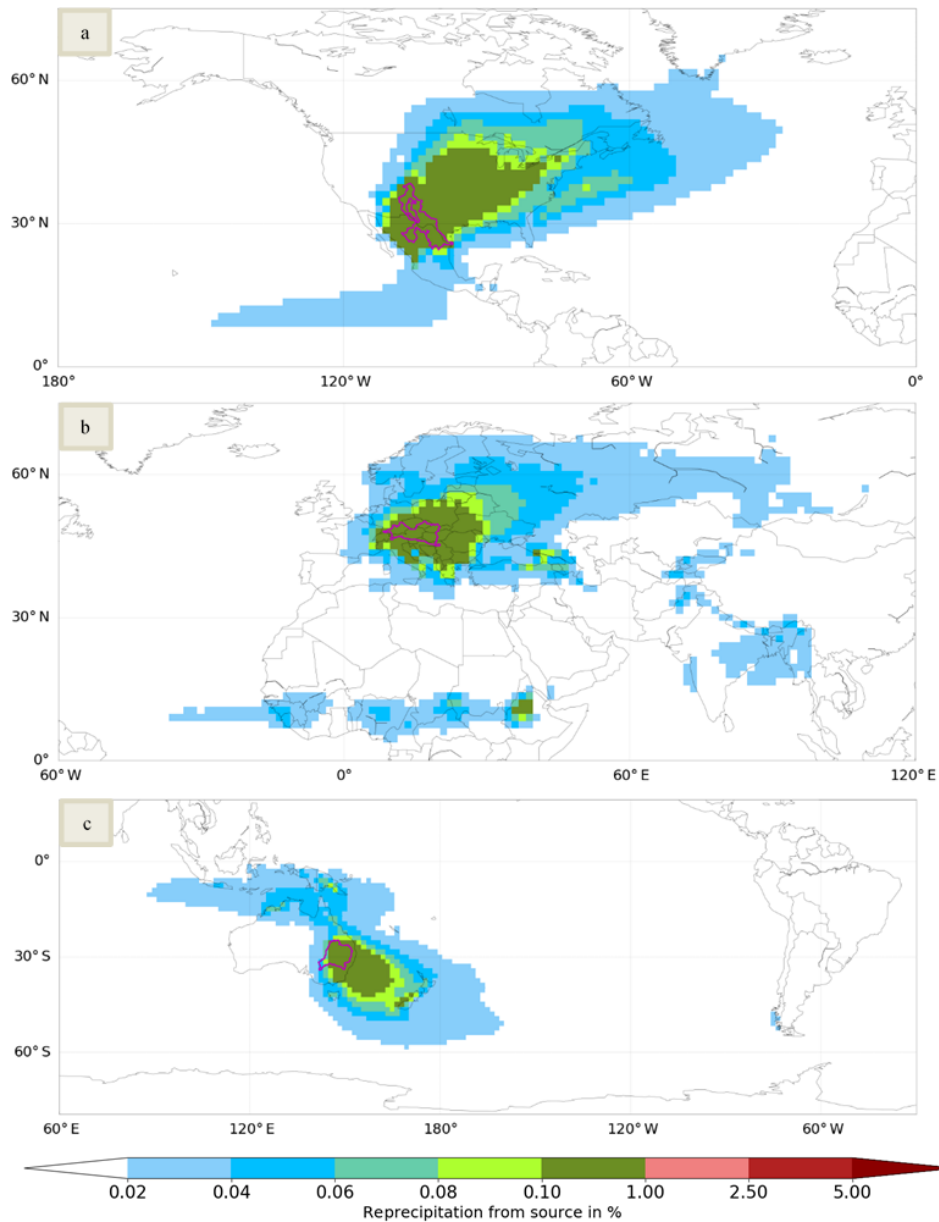 a
60° N
30° N
0°
180°
120° W
60° W
0°
b
60° N
30° N
0°
60° W
0°
60° E
120° E
c
0°
30° S
60° S
60° E
120° E
180°
120° W
60° W
0.02 0.04 0.06 0.08 0.10 1.00 2.50 5.00
Reprecipitation from source in %